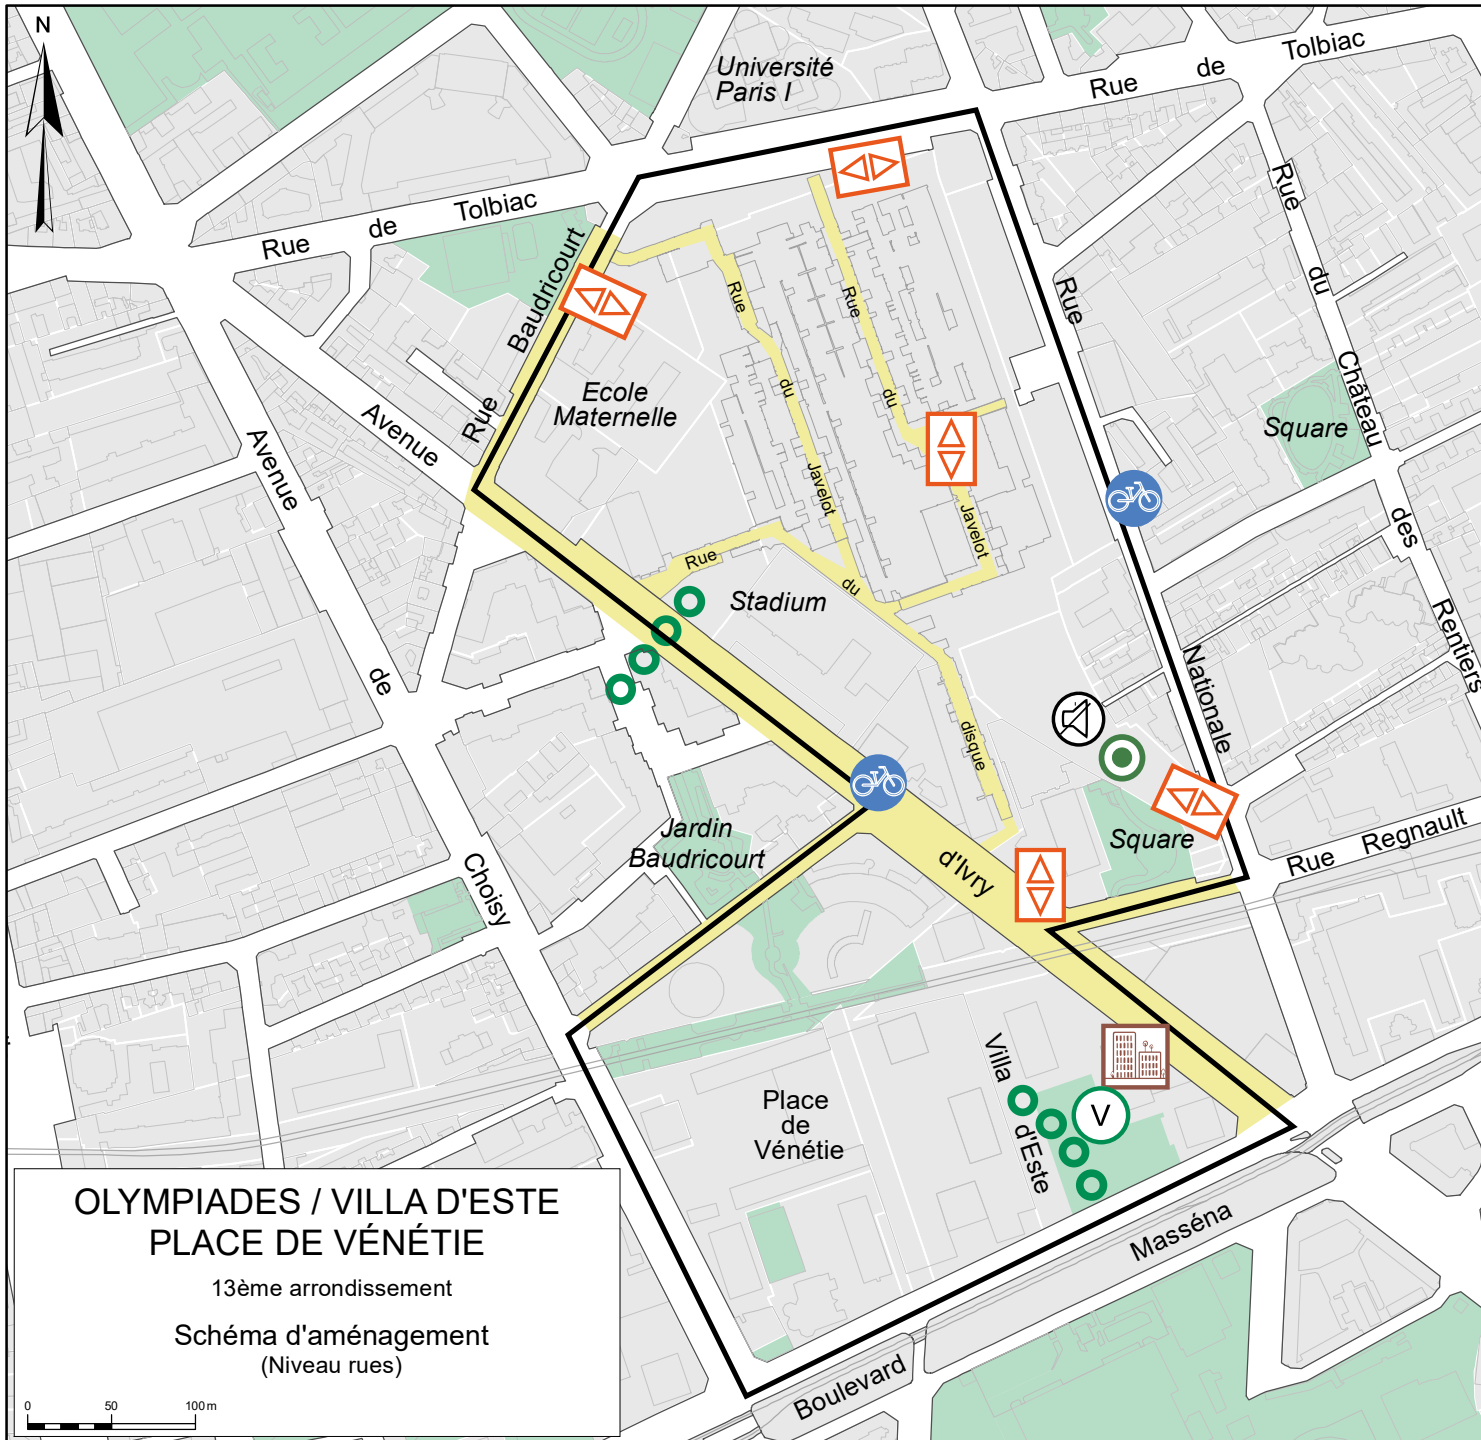 N
Université
Paris I
Rue de Tolbiac
Rue de Tolbiac
Rue Baudricourt
Ecole
Maternelle
Avenue
d'Ivry
Avenue
de
Choisy
Rue
du
Javelot
Rue
du
Javelot
Rue
du
disque
Stadium
Rue
Nationale
Rue
du
Château
des
Rentiers
Square
Square
Rue Regnault
Jardin
Baudricourt
Villa
d'Este
V
Place
de
Vénétie
Boulevard
Masséna
OLYMPIADES / VILLA D'ESTE
PLACE DE VÉNÉTIE
13ème arrondissement
Schéma d'aménagement
(Niveau rues)
0 50 100 m